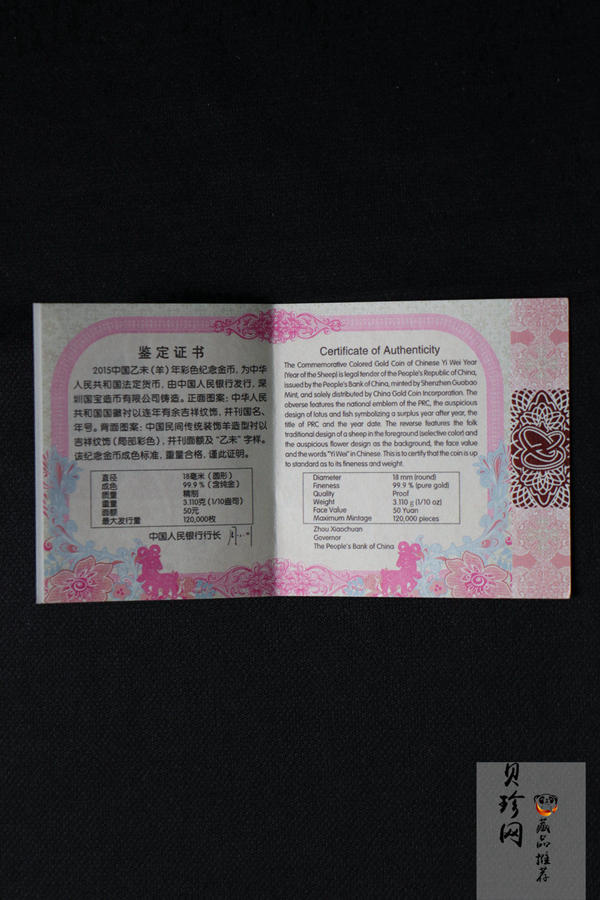 鉴定证书
2015中国乙未(羊)年彩色纪念金币,为中华
人民共和国法定货币,由中国人民银行发行,深
圳国宝造币有限公司铸造。正面图案:中华人民
共和国国徽衬以连年有余吉祥纹饰,并刊国名、
年号。背面图案:中国民间传统装饰羊造型衬以
吉祥纹饰(局部彩色),并刊面额及“乙未”字样。
该纪念金币成色标准,重量合格,谨此证明。
直径 18毫米(圆形)
成色 99.9%(含纯金)
质量 精制
重量 3.110克(1/10盎司)
面额 50元
最大发行量 120,000枚
中国人民银行行长
Certificate of Authenticity
The Commemorative Colored Gold Coin of Chinese Yi Wei Year
(Year of the Sheep) is legal tender of the People's Republic of China,
issued by the People's Bank of China, minted by Shenzhen Guobao
Mint, and solely distributed by China Gold Coin Incorporation. The
obverse features the national emblem of the PRC, the auspicious
design of lotus and fish symbolizing a surplus year after year, the
title of PRC and the year date. The reverse features the folk
traditional design of a sheep in the foreground (selective color) and
the auspicious flower design as the background, the face value
and the words "Yi Wei" in Chinese. This is to certify that the coin is up
to standard as to its fineness and weight.
Diameter 18 mm (round)
Fineness 99.9 % (pure gold)
Quality Proof
Weight 3.110 g (1/10 oz)
Face Value 50 Yuan
Maximum Mintage 120,000 pieces
Zhou Xiaochuan
Governor
The People's Bank of China
贝珍网
藏品推荐